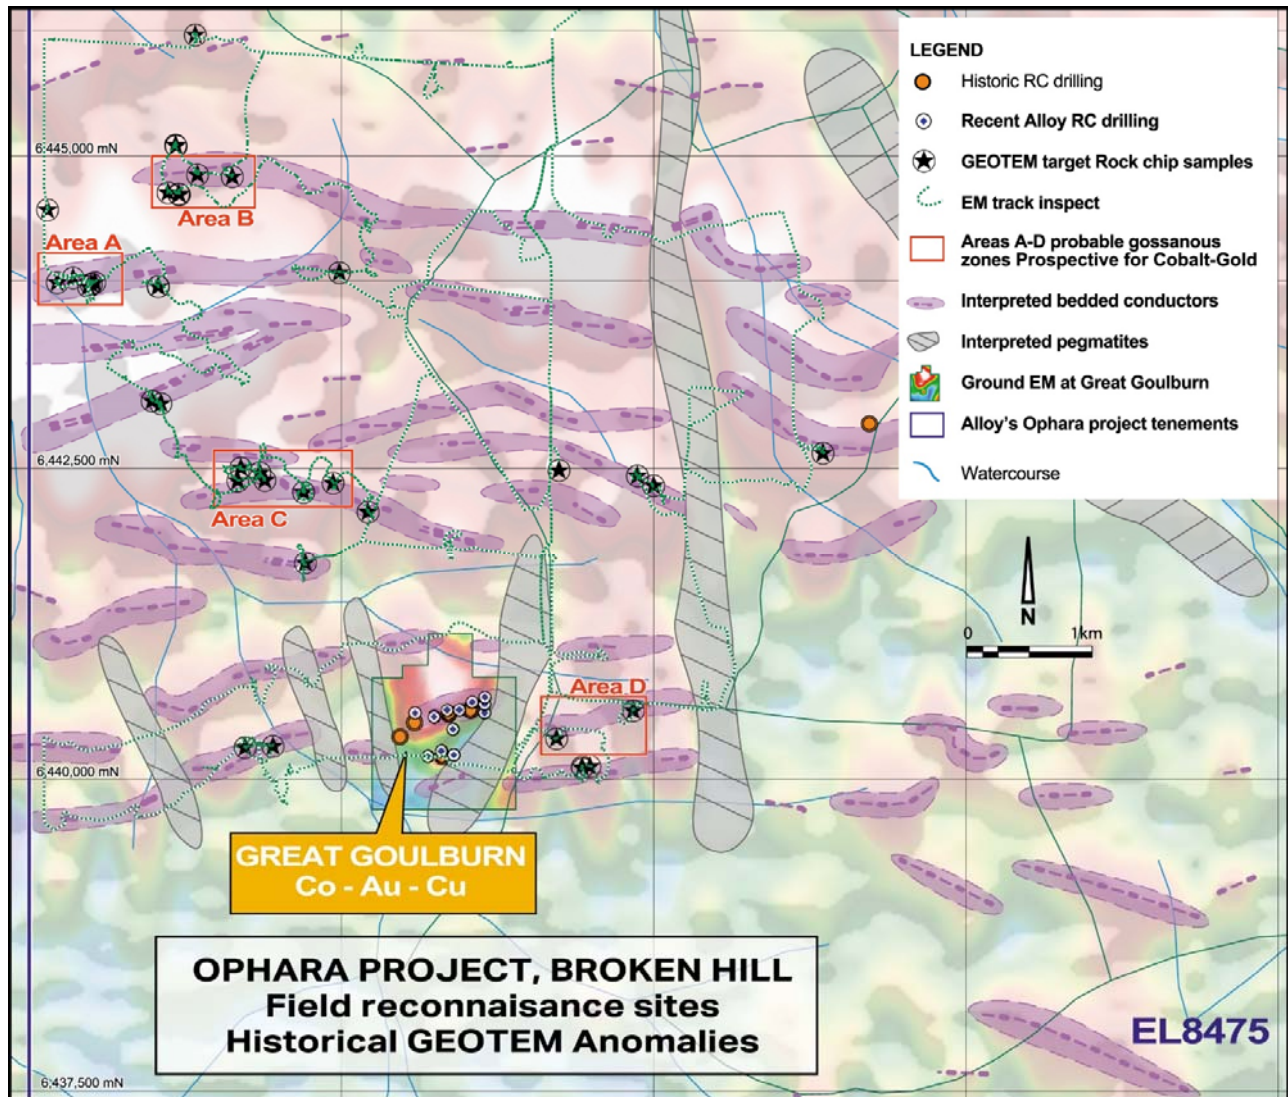 LEGEND
Historic RC drilling
Recent Alloy RC drilling
GEOTEM target Rock chip samples
EM track inspect
Areas A-D probable gossanous
zones Prospective for Cobalt-Gold
Interpreted bedded conductors
Interpreted pegmatites
Ground EM at Great Goulburn
Alloy's Ophara project tenements
Watercourse
6,445,000 mN
Area B
Area A
6,442,500 mN
Area C
N
0 1km
Area D
6,440,000 mN
GREAT GOULBURN
Co - Au - Cu
OPHARA PROJECT, BROKEN HILL
Field reconnaisance sites
Historical GEOTEM Anomalies
EL8475
6,437,500 mN